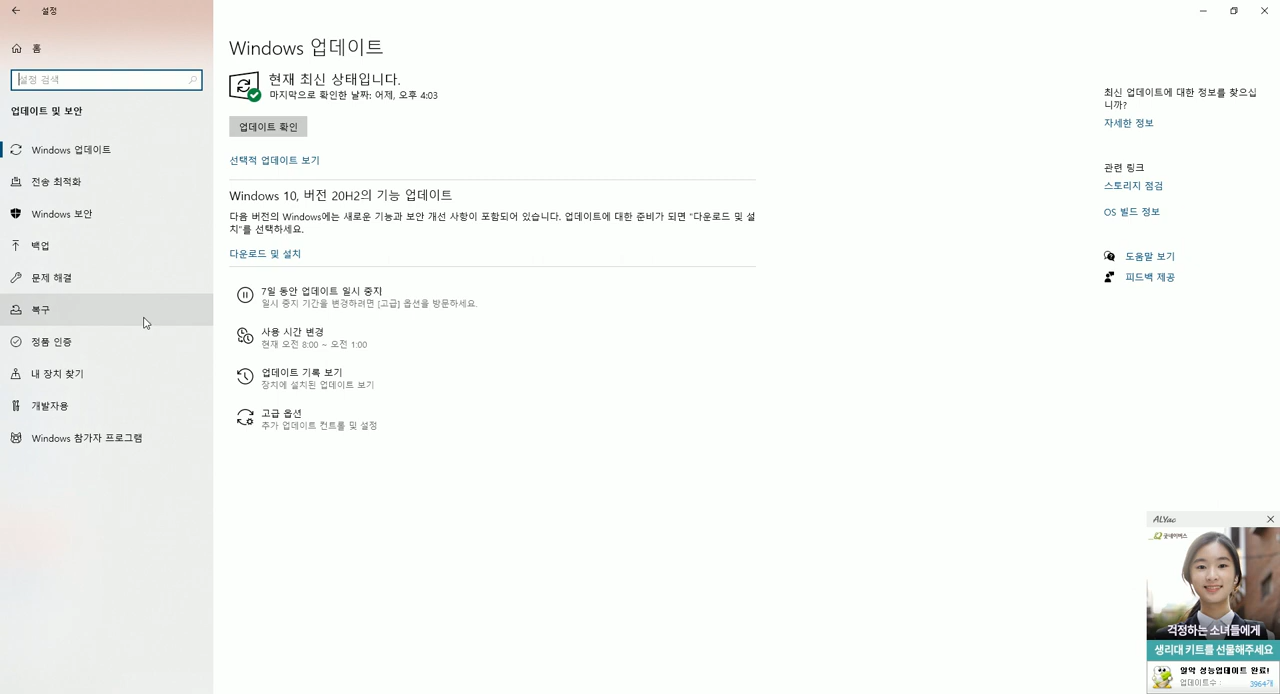 설정
홈
설정 검색
업데이트 및 보안
Windows 업데이트
전송 최적화
Windows 보안
백업
문제 해결
복구
정품 인증
내 장치 찾기
개발자용
Windows 참가자 프로그램
Windows 업데이트
현재 최신 상태입니다.
마지막으로 확인한 날짜: 어제, 오후 4:03
업데이트 확인
선택적 업데이트 보기
Windows 10, 버전 20H2의 기능 업데이트
다음 버전의 Windows에는 새로운 기능과 보안 개선 사항이 포함되어 있습니다. 업데이트에 대한 준비가 되면 "다운로드 및 설
치"를 선택하세요.
다운로드 및 설치
7일 동안 업데이트 일시 중지
일시 중지 기간을 변경하려면 [고급] 옵션을 방문하세요.
사용 시간 변경
현재 오전 8:00 ~ 오전 1:00
업데이트 기록 보기
장치에 설치된 업데이트 보기
고급 옵션
추가 업데이트 컨트롤 및 설정
최신 업데이트에 대한 정보를 찾으십
니까?
자세한 정보
관련 링크
스토리지 점검
OS 빌드 정보
도움말 보기
피드백 제공
ALYac
굿네이버스
걱정하는 소녀들에게
생리대 키트를 선물해주세요
알약 성능업데이트 완료!
업데이트수 : 3964개